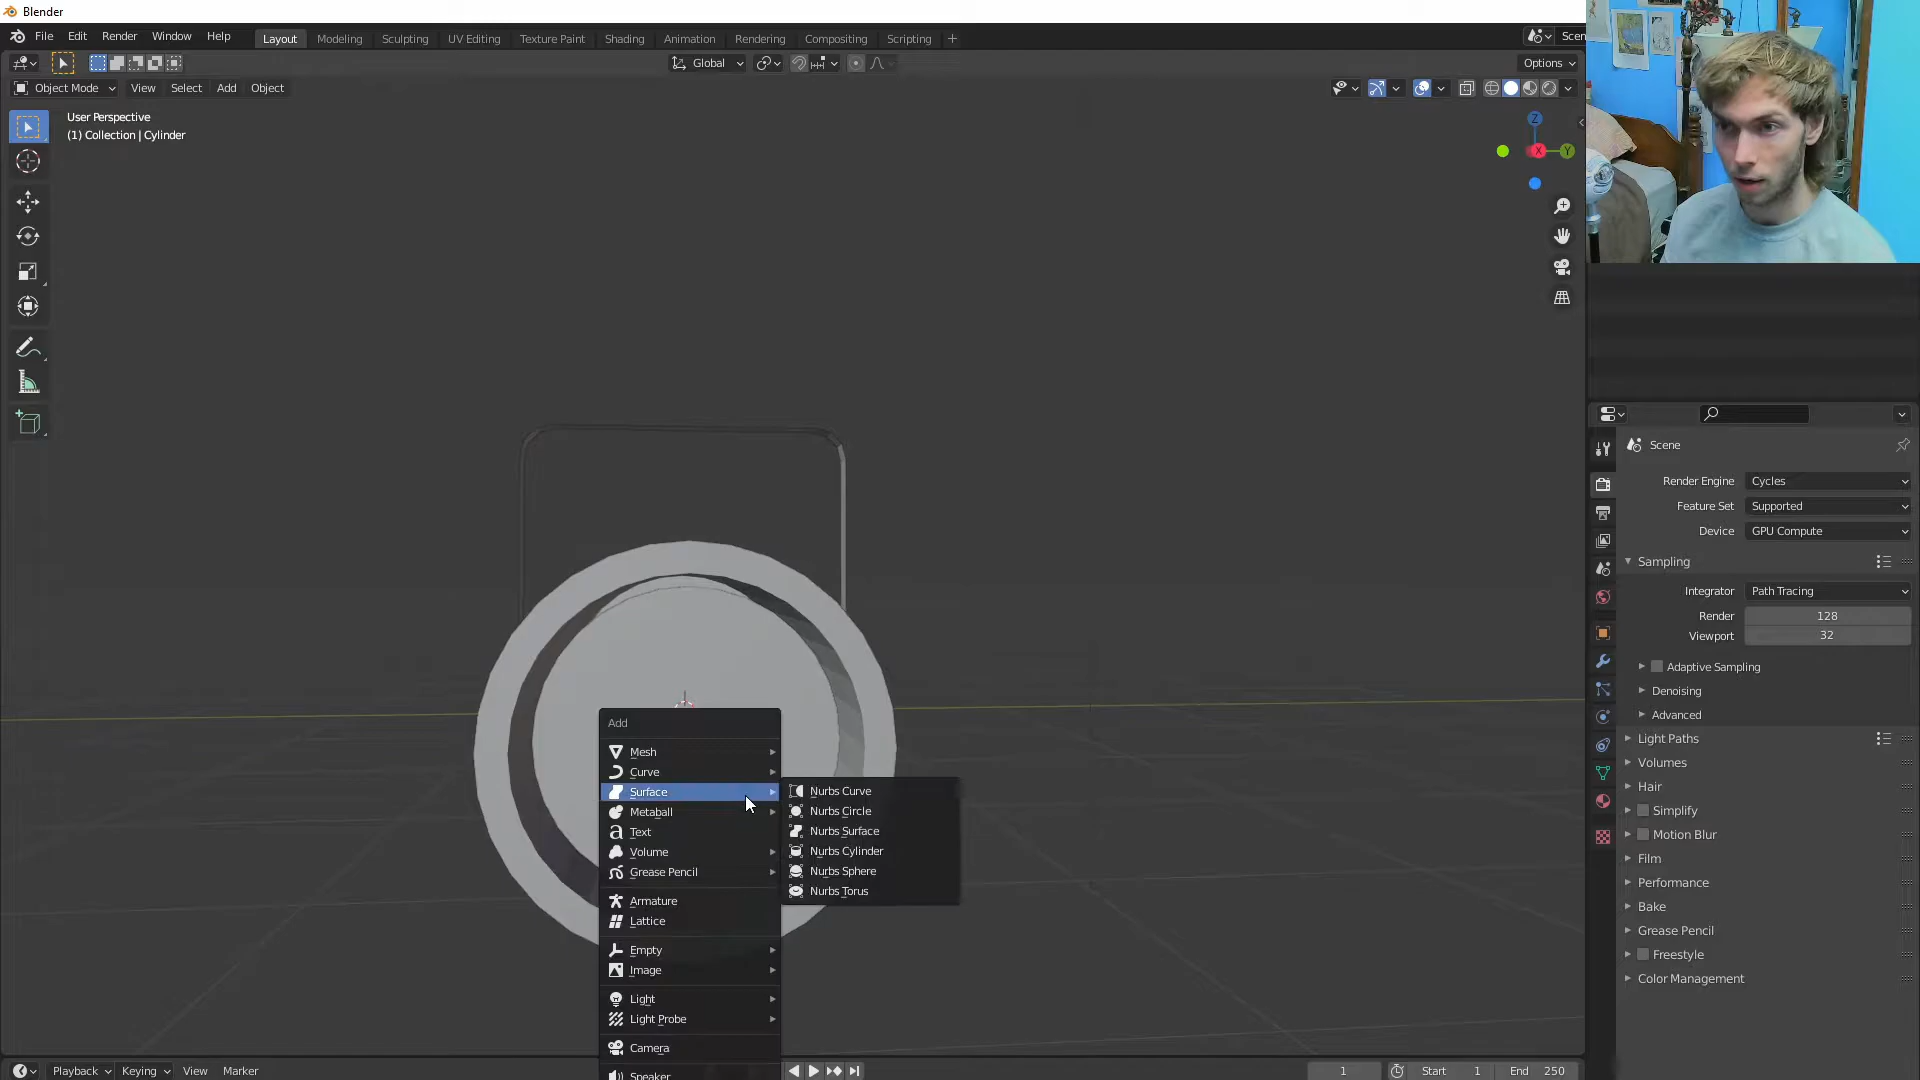 Blender
File Edit Render Window Help
Layout Modeling Sculpting UV Editing Texture Paint Shading Animation Rendering Compositing Scripting + Scen
Global
Options
Object Mode View Select Add Object
User Perspective
(1) Collection | Cylinder
Z
X
Y
Scene
Render Engine Cycles
Feature Set Supported
Device GPU Compute
Sampling
Integrator Path Tracing
Render 128
Viewport 32
Adaptive Sampling
Denoising
Advanced
Light Paths
Volumes
Hair
Simplify
Motion Blur
Film
Performance
Bake
Grease Pencil
Freestyle
Color Management
Add
Mesh
Curve
Surface
Metaball
Text
Volume
Grease Pencil
Armature
Lattice
Empty
Image
Light
Light Probe
Camera
Speaker
Nurbs Curve
Nurbs Circle
Nurbs Surface
Nurbs Cylinder
Nurbs Sphere
Nurbs Torus
Playback Keying View Marker
1 Start 1 End 250